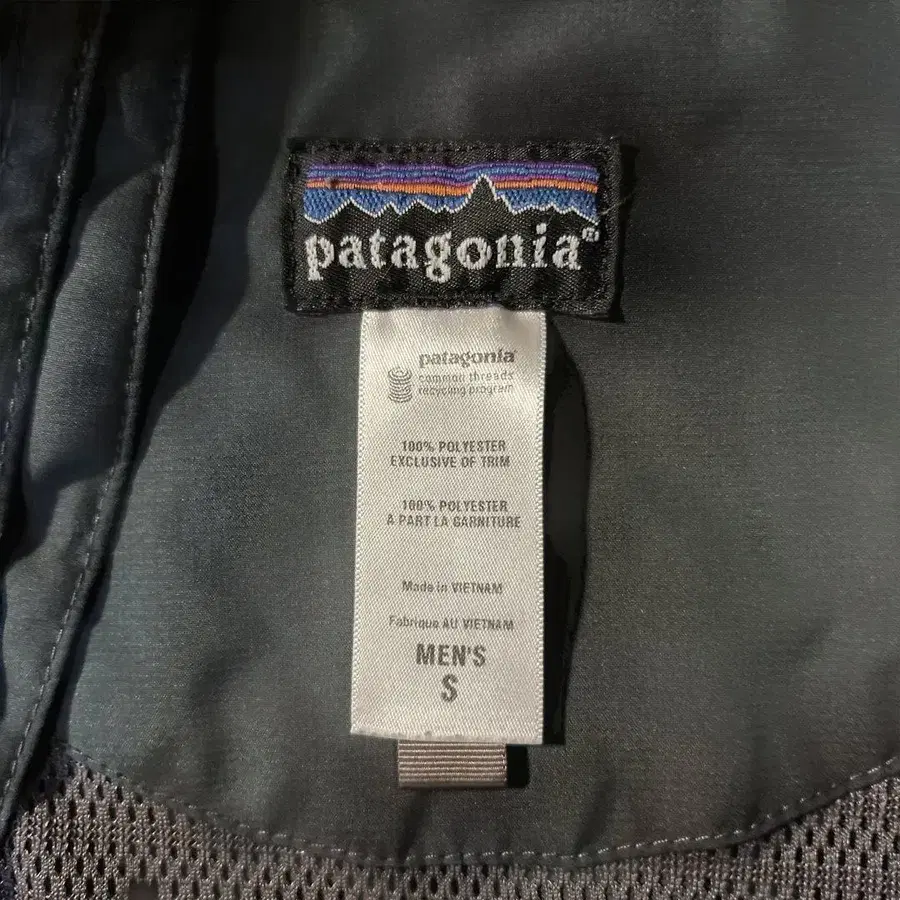 patagonia®
patagonia®
common threads
recycling program
100% POLYESTER
EXCLUSIVE OF TRIM
100% POLYESTER
A PART LA GARNITURE
Made in VIETNAM
Fabrique AU VIETNAM
MEN'S
S